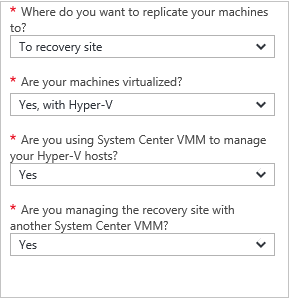 * Where do you want to replicate your machines
to?
To recovery site
* Are your machines virtualized?
Yes, with Hyper-V
* Are you using System Center VMM to manage
your Hyper-V hosts?
Yes
* Are you managing the recovery site with
another System Center VMM?
Yes